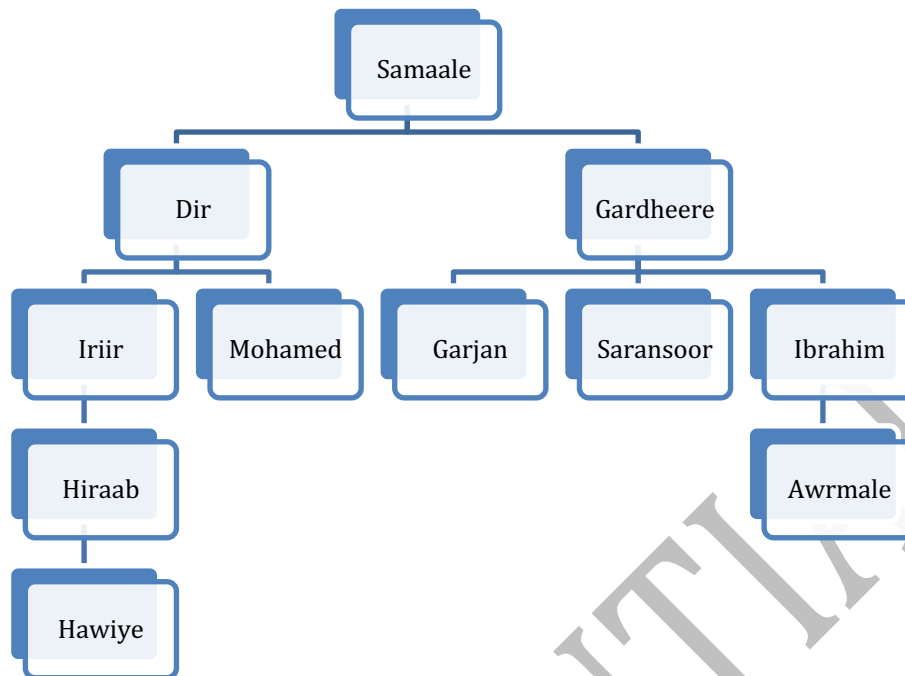 Samaale
Dir
Gardheere
Iriir
Mohamed
Garjan
Saransoor
Ibrahim
Hiraab
Awrmale
Hawiye